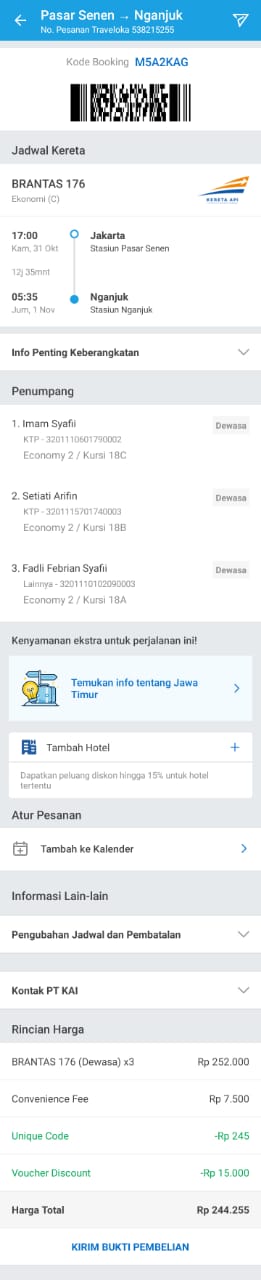 Pasar Senen → Nganjuk
No. Pesanan Traveloka 538215255
Kode Booking M5A2KAG
Jadwal Kereta
BRANTAS 176
Ekonomi (C)
KERETA API
17:00 Jakarta
Kam, 31 Okt Stasiun Pasar Senen
12j 35mnt
05:35 Nganjuk
Jum, 1 Nov Stasiun Nganjuk
Info Penting Keberangkatan
Penumpang
1. Imam Syafii Dewasa
KTP - 3201110601790002
Economy 2 / Kursi 18C
2. Setiati Arifin Dewasa
KTP - 3201115701740003
Economy 2 / Kursi 18B
3. Fadli Febrian Syafii Dewasa
Lainnya - 3201110102090003
Economy 2 / Kursi 18A
Kenyamanan ekstra untuk perjalanan ini!
Temukan info tentang Jawa
Timur
Tambah Hotel +
Dapatkan peluang diskon hingga 15% untuk hotel
tertentu
Atur Pesanan
Tambah ke Kalender
Informasi Lain-lain
Pengubahan Jadwal dan Pembatalan
Kontak PT KAI
Rincian Harga
BRANTAS 176 (Dewasa) x3 Rp 252.000
Convenience Fee Rp 7.500
Unique Code -Rp 245
Voucher Discount -Rp 15.000
Harga Total Rp 244.255
KIRIM BUKTI PEMBELIAN